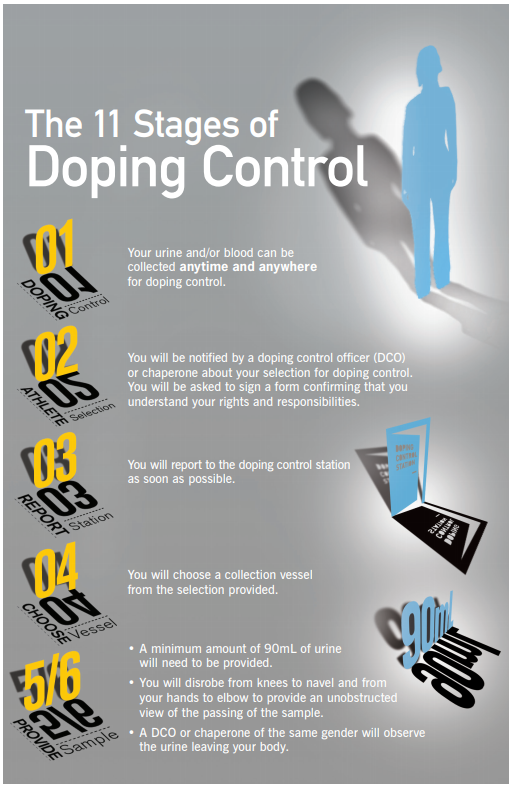 The 11 Stages of
Doping Control
01
DOPING Control
Your urine and/or blood can be
collected anytime and anywhere
for doping control.
02
ATHLETE Selection
You will be notified by a doping control officer (DCO)
or chaperone about your selection for doping control.
You will be asked to sign a form confirming that you
understand your rights and responsibilities.
03
REPORT Station
You will report to the doping control station
as soon as possible.
DOPING
CONTROL
STATION
04
CHOOSE Vessel
You will choose a collection vessel
from the selection provided.
90mL
5/6
PROVIDE Sample
• A minimum amount of 90mL of urine
will need to be provided.
• You will disrobe from knees to navel and from
your hands to elbow to provide an unobstructed
view of the passing of the sample.
• A DCO or chaperone of the same gender will observe
the urine leaving your body.